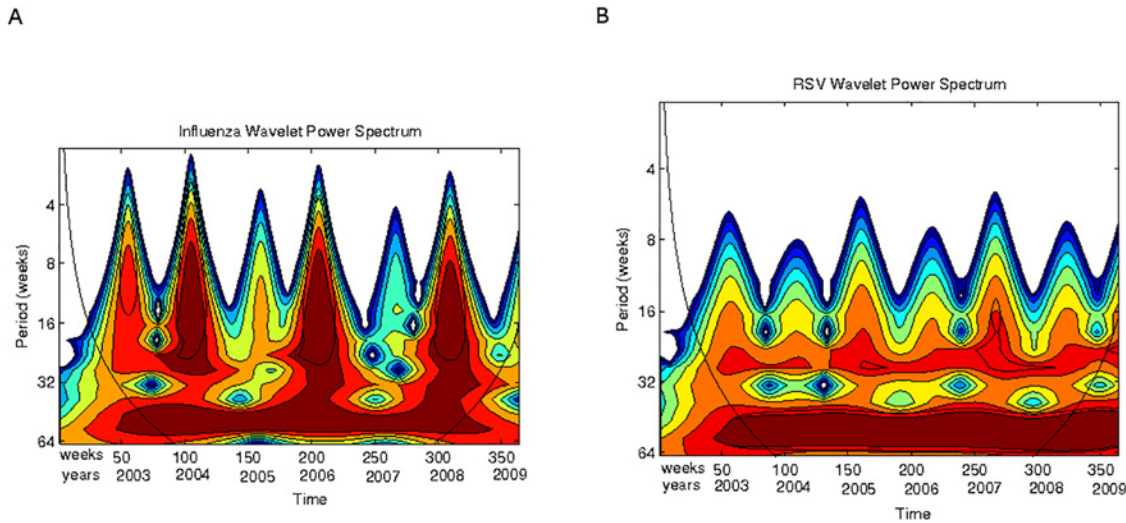 A
B
Influenza Wavelet Power Spectrum
4
8
16
32
64
Period (weeks)
weeks 50 100 150 200 250 300 350
years 2003 2004 2005 2006 2007 2008 2009
Time
RSV Wavelet Power Spectrum
4
8
16
32
64
Period (weeks)
weeks 50 100 150 200 250 300 350
years 2003 2004 2005 2006 2007 2008 2009
Time